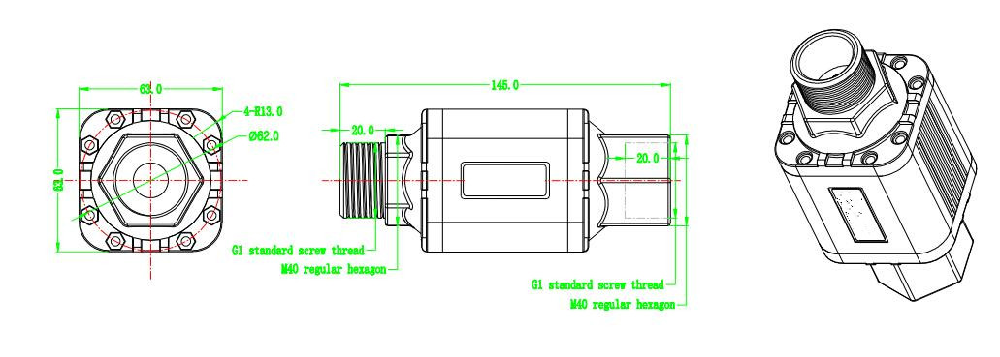 63.0
4-R13.0
Ø62.0
63.0
145.0
20.0
20.0
G1 standard screw thread
M40 regular hexagon
G1 standard screw thread
M40 regular hexagon